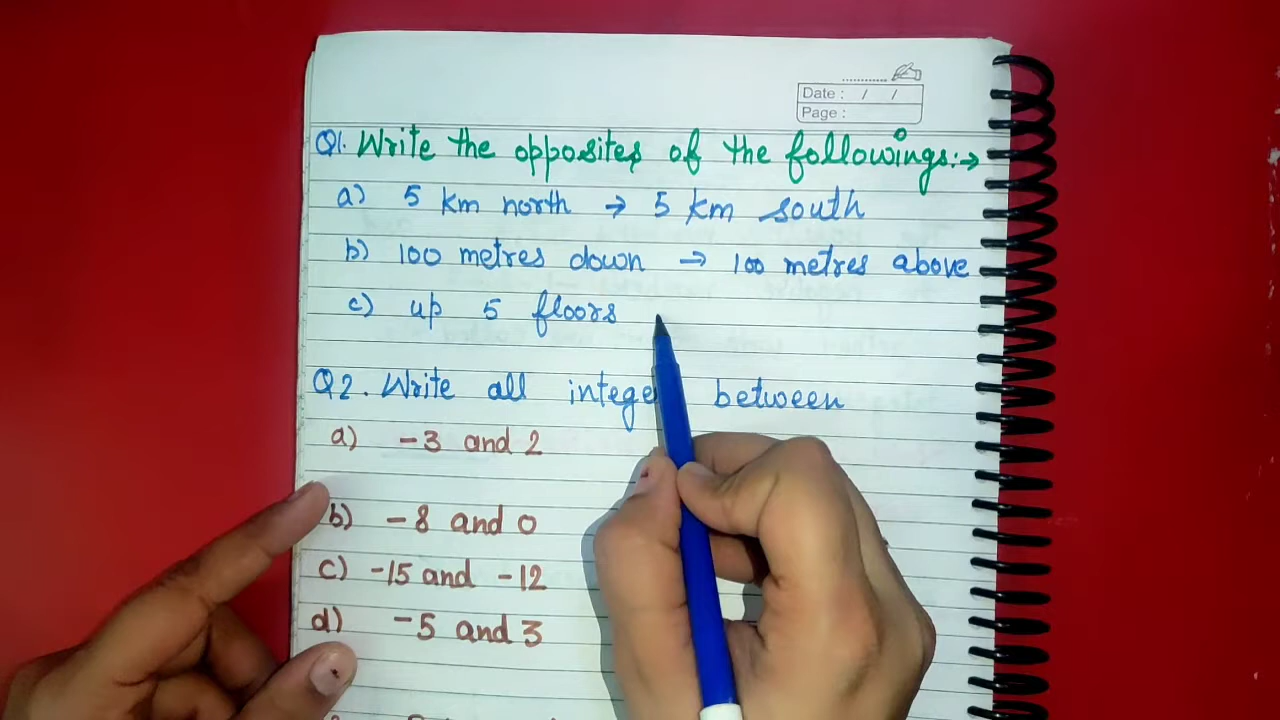 Date : / /
Page :
Q1. Write the opposites of the followings:→
a) 5 km north → 5 km south
b) 100 metres down → 100 metres above
c) up 5 floors
Q2. Write all intege between
a) -3 and 2
b) -8 and 0
c) -15 and -12
d) -5 and 3